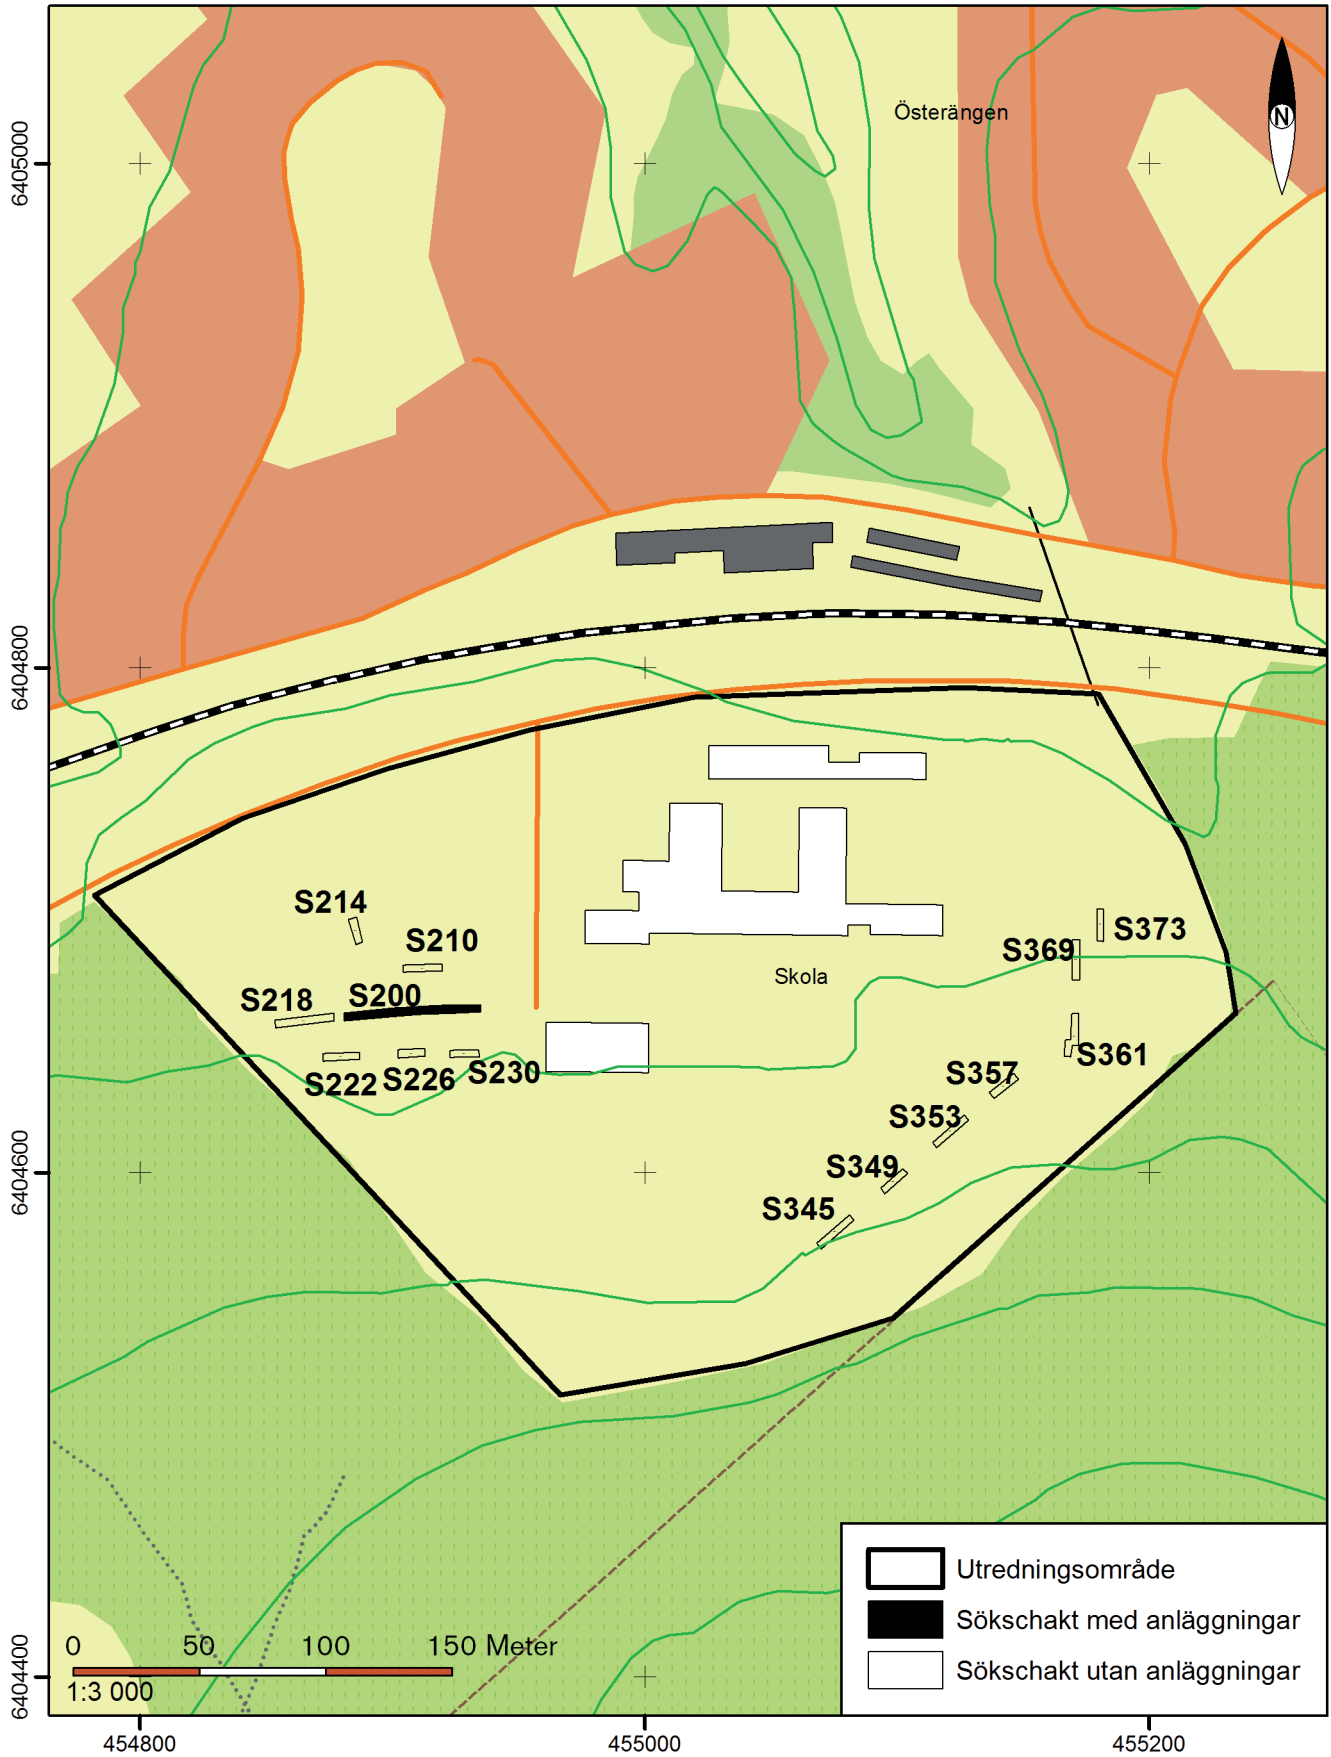 Österängen
N
6405000
6404800
6404600
6404400
S214
S210
S218
S200
S222
S226
S230
Skola
S373
S369
S361
S357
S353
S349
S345
0 50 100 150 Meter
1:3 000
Utredningsområde
Sökschakt med anläggningar
Sökschakt utan anläggningar
454800
455000
455200